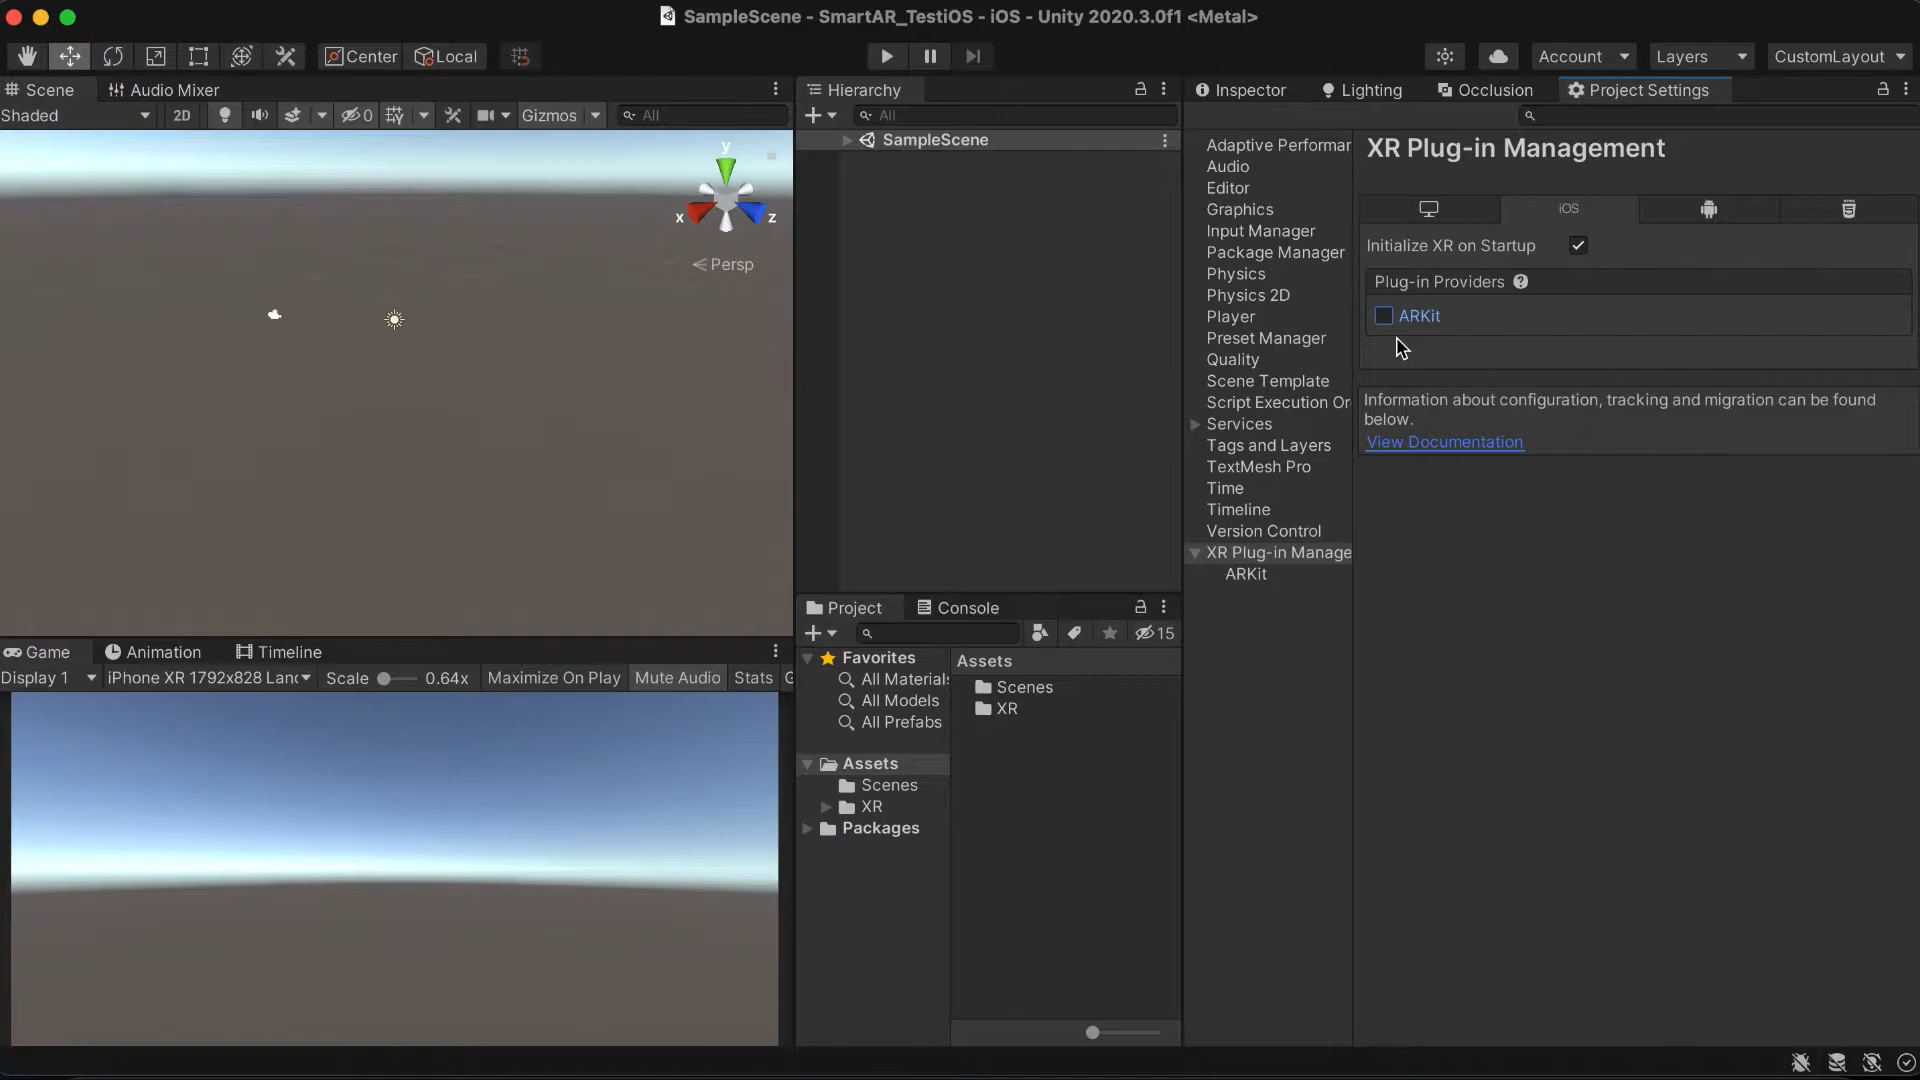 SampleScene - SmartAR_TestiOS - iOS - Unity 2020.3.0f1 <Metal>
Center Local Account Layers CustomLayout
Scene Audio Mixer
Shaded 2D 0 Gizmos All
y
x z
Persp
Game Animation Timeline
Display 1 iPhone XR 1792x828 Lanc Scale 0.64x Maximize On Play Mute Audio Stats G
Hierarchy
All
SampleScene
Project Console
15
Favorites
All Materials
All Models
All Prefabs
Assets
Scenes
XR
Packages
Assets
Scenes
XR
Inspector Lighting Occlusion Project Settings
Adaptive Performar
Audio
Editor
Graphics
Input Manager
Package Manager
Physics
Physics 2D
Player
Preset Manager
Quality
Scene Template
Script Execution Or
Services
Tags and Layers
TextMesh Pro
Time
Timeline
Version Control
XR Plug-in Manage
ARKit
XR Plug-in Management
iOS
Initialize XR on Startup
Plug-in Providers
ARKit
Information about configuration, tracking and migration can be found
below.
View Documentation